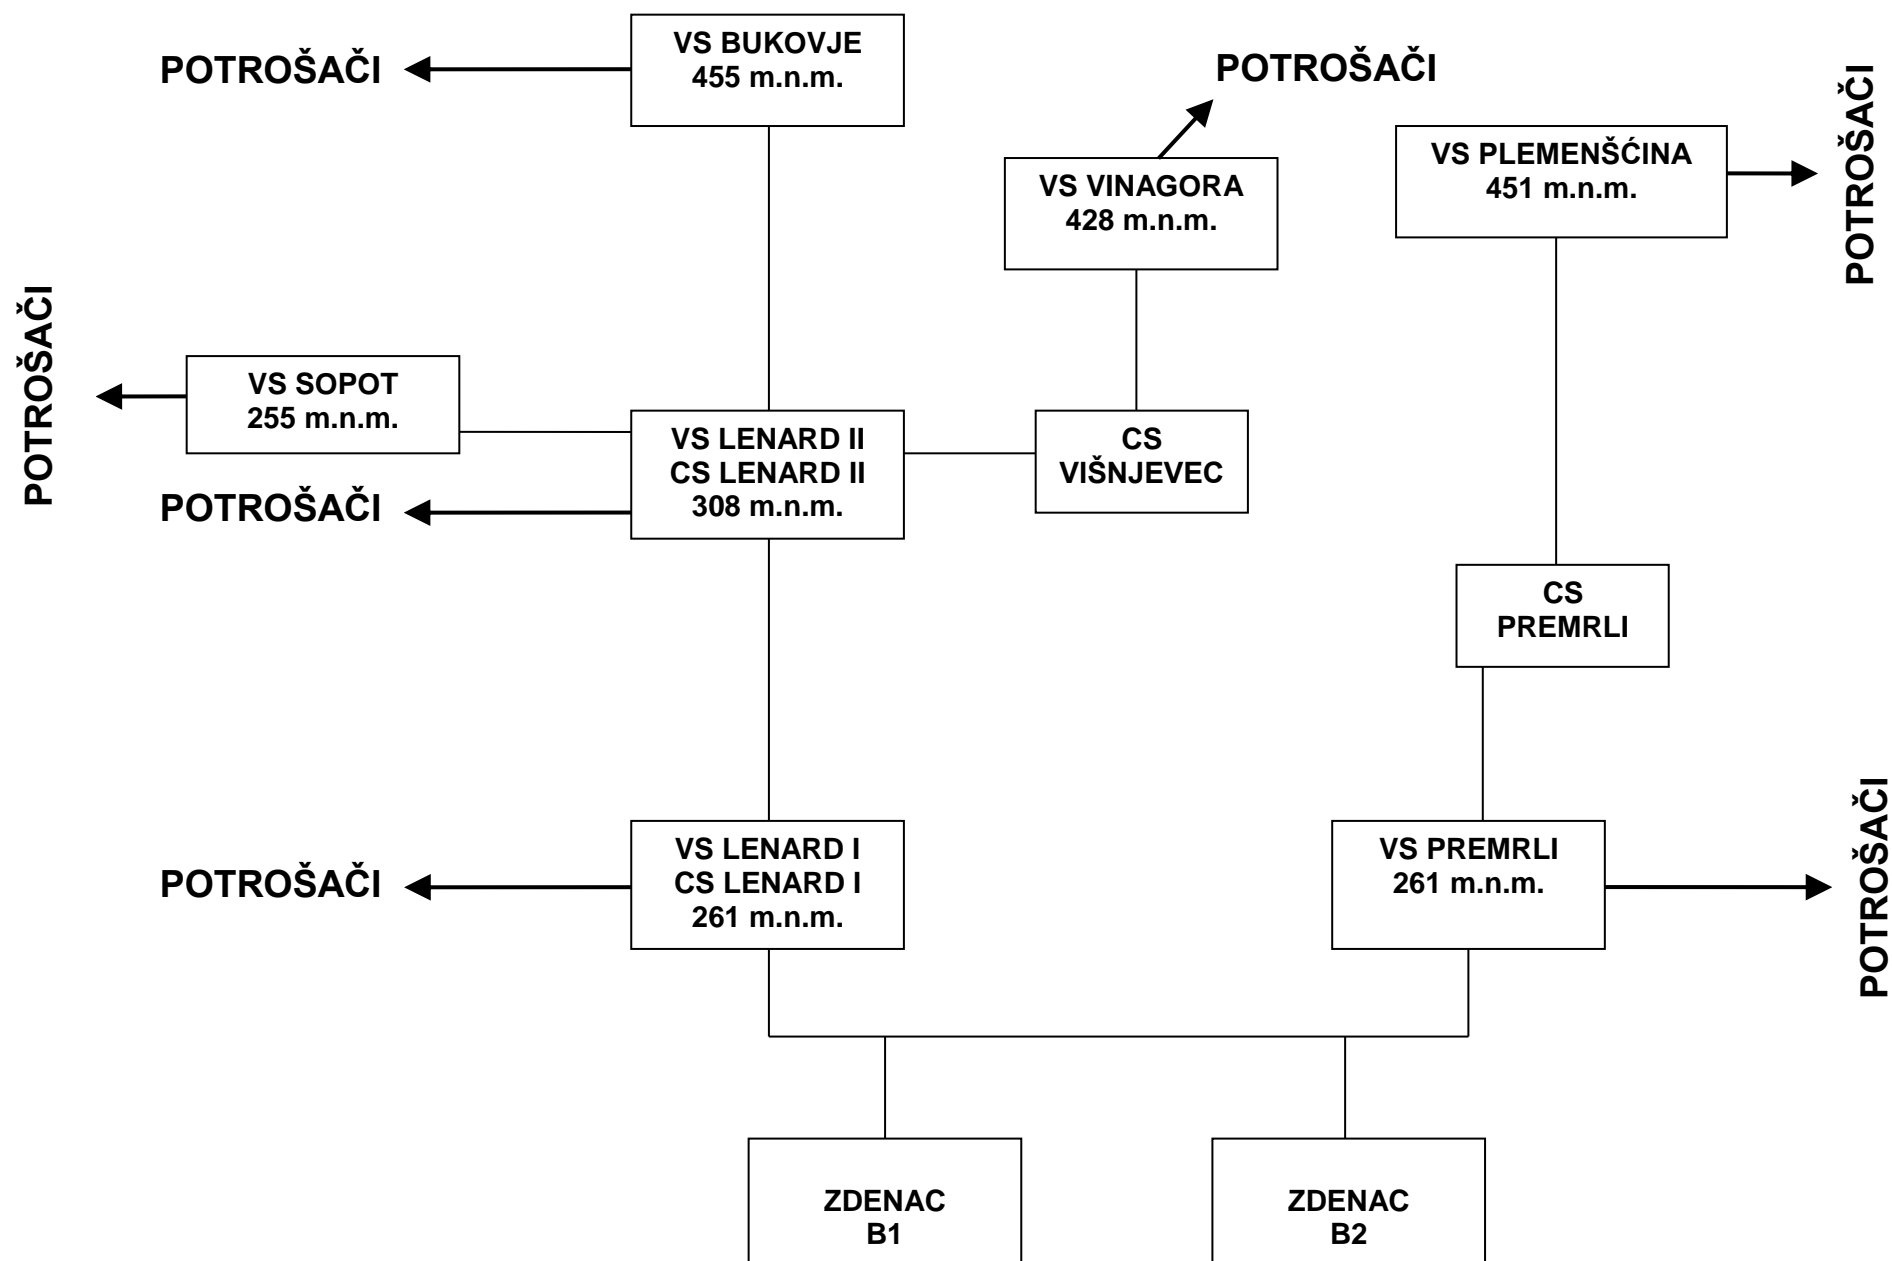 VS BUKOVJE
455 m.n.m.
POTROŠAČI
POTROŠAČI
VS VINAGORA
428 m.n.m.
VS PLEMENŠĆINA
451 m.n.m.
POTROŠAČI
POTROŠAČI
VS SOPOT
255 m.n.m.
VS LENARD II
CS LENARD II
308 m.n.m.
CS
VIŠNJEVEC
POTROŠAČI
CS
PREMRLI
VS LENARD I
CS LENARD I
261 m.n.m.
POTROŠAČI
VS PREMRLI
261 m.n.m.
POTROŠAČI
ZDENAC
B1
ZDENAC
B2